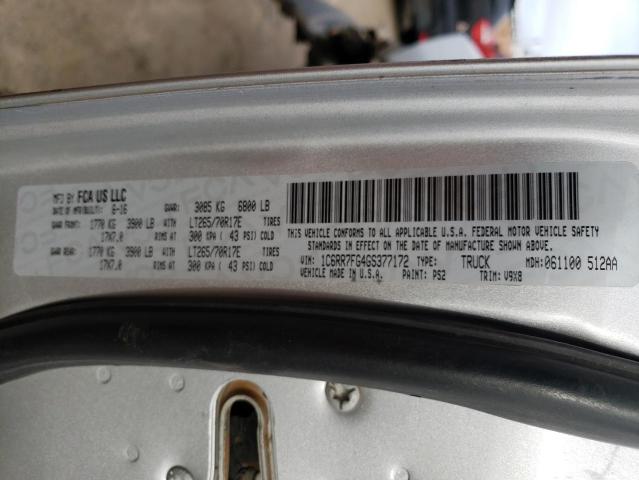 MFD BY FCA US LLC
DATE OF MFR/BUILT: 6-16 GVWR: 3085 KG 6800 LB
GAWR FRONT: 1770 KG 3900 LB WITH LT265/70R17E TIRES
17X7.0 RIMS AT 300 KPA ( 43 PSI) COLD
GAWR REAR: 1770 KG 3900 LB WITH LT265/70R17E TIRES
17X7.0 RIMS AT 300 KPA ( 43 PSI) COLD
THIS VEHICLE CONFORMS TO ALL APPLICABLE U.S.A. FEDERAL MOTOR VEHICLE SAFETY
STANDARDS IN EFFECT ON THE DATE OF MANUFACTURE SHOWN ABOVE.
VIN: 1C6RR7FG4GS377172 TYPE: TRUCK MDH: 061100 512AA
VEHICLE MADE IN U.S.A. PAINT: PS2 TRIM: V9X8